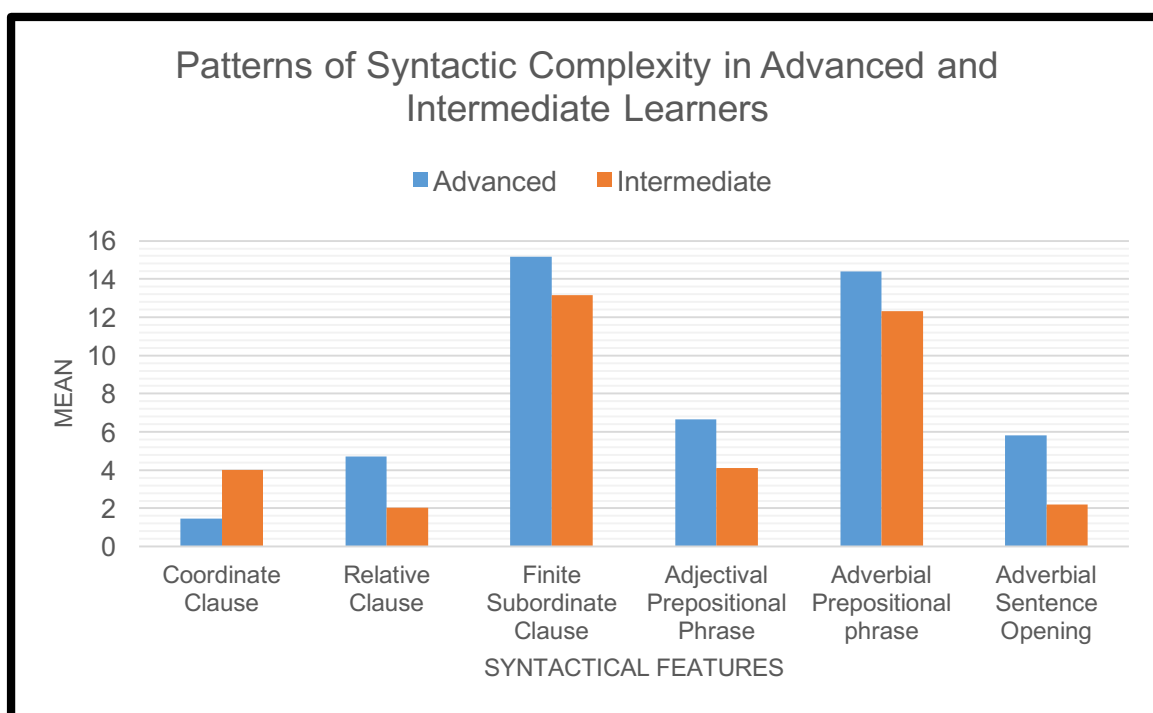 Patterns of Syntactic Complexity in Advanced and
Intermediate Learners
Advanced Intermediate
16
14
12
10
8
6
4
2
0
MEAN
Coordinate
Clause
Relative
Clause
Finite
Subordinate
Clause
Adjectival
Prepositional
Phrase
Adverbial
Prepositional
phrase
Adverbial
Sentence
Opening
SYNTACTICAL FEATURES